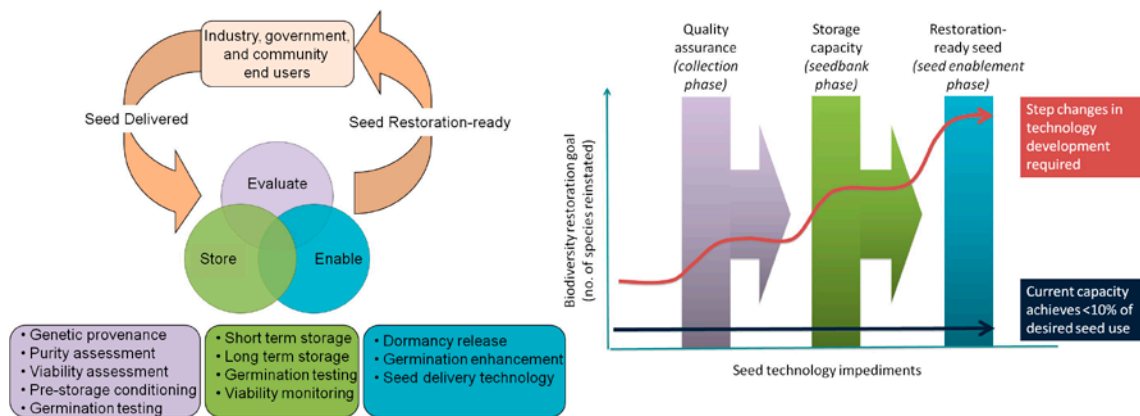 Industry, government,
and community
end users
Seed Delivered
Seed Restoration-ready
Evaluate
Store
Enable
• Genetic provenance
• Purity assessment
• Viability assessment
• Pre-storage conditioning
• Germination testing
• Short term storage
• Long term storage
• Germination testing
• Viability monitoring
• Dormancy release
• Germination enhancement
• Seed delivery technology
Quality
assurance
(collection
phase)
Storage
capacity
(seedbank
phase)
Restoration-
ready seed
(seed enablement
phase)
Biodiversity restoration goal
(no. of species reinstated)
Step changes in
technology
development
required
Current capacity
achieves <10% of
desired seed use
Seed technology impediments